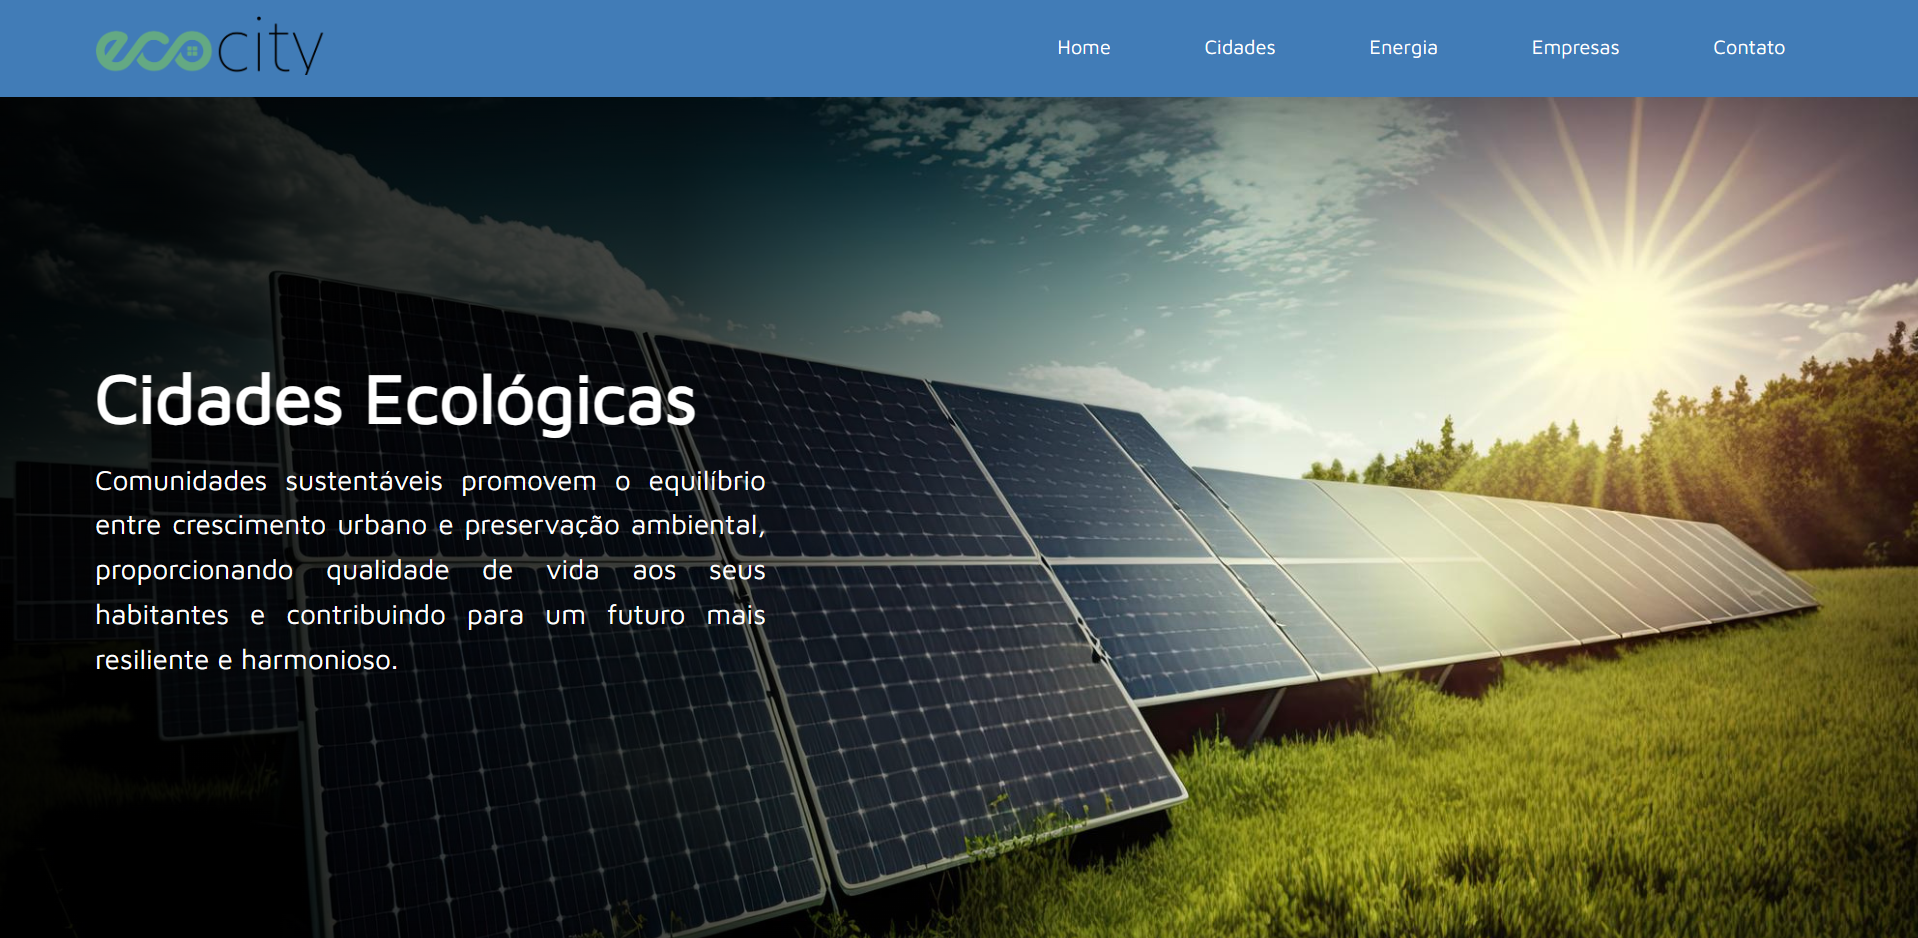 ecocity
Home Cidades Energia Empresas Contato
Cidades Ecológicas
Comunidades sustentáveis promovem o equilíbrio
entre crescimento urbano e preservação ambiental,
proporcionando qualidade de vida aos seus
habitantes e contribuindo para um futuro mais
resiliente e harmonioso.